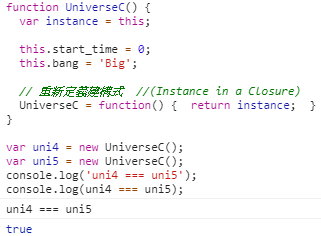 function UniverseC() {
var instance = this;
this.start_time = 0;
this.bang = 'Big';
// 重新定義建構式 //(Instance in a Closure)
UniverseC = function() { return instance; }
}
var uni4 = new UniverseC();
var uni5 = new UniverseC();
console.log('uni4 === uni5');
console.log(uni4 === uni5);
uni4 === uni5
true